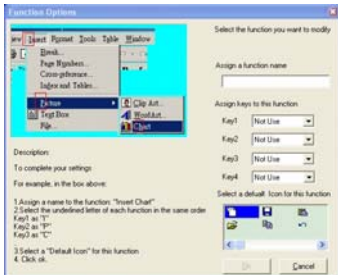 Function Options
ew Insert Format Tools Table Window
Break...
Page Numbers...
Cross-reference...
Index and Tables...
Picture
Text Box
File...
Clip Art...
WordArt...
Chart
Description:
To complete your settings
For example, in the box above:
1.Assign a name to the function: "Insert Chart"
2.Select the undefined letter of each function in the same order
Key1 as "I"
Key2 as "P"
Key3 as "C"
3.Select a "Default Icon" for this function
4. Click ok.
Select the function you want to modify
Assign a function name
Assign keys to this function
Key1 Not Use
Key2 Not Use
Key3 Not Use
Key4 Not Use
Select a default Icon for this function
Cancel